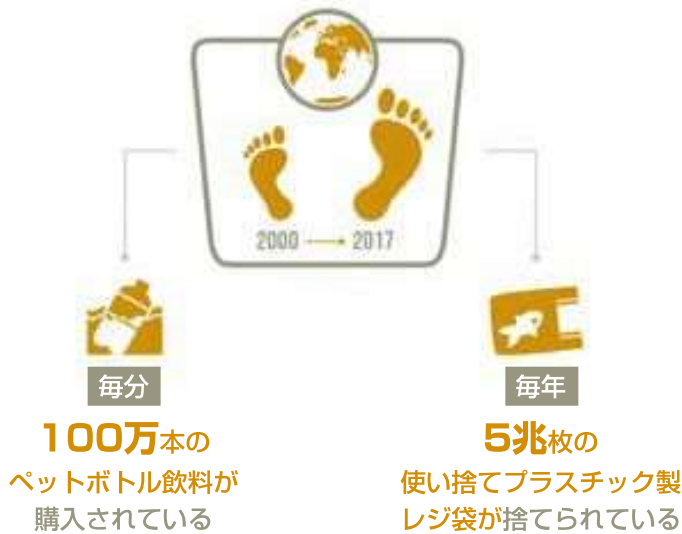 2000 → 2017
毎分
100万本の
ペットボトル飲料が
購入されている
毎年
5兆枚の
使い捨てプラスチック製
レジ袋が捨てられている